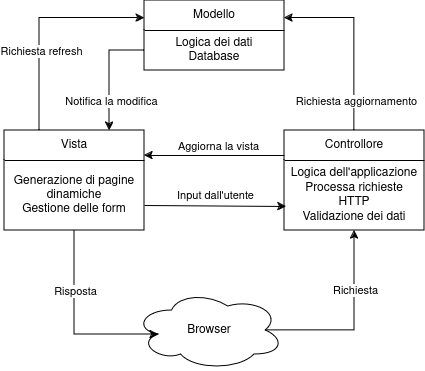 Modello
Logica dei dati
Database
Richiesta refresh
Notifica la modifica
Richiesta aggiornamento
Vista
Generazione di pagine
dinamiche
Gestione delle form
Aggiorna la vista
Input dall'utente
Controllore
Logica dell'applicazione
Processa richieste
HTTP
Validazione dei dati
Risposta
Richiesta
Browser